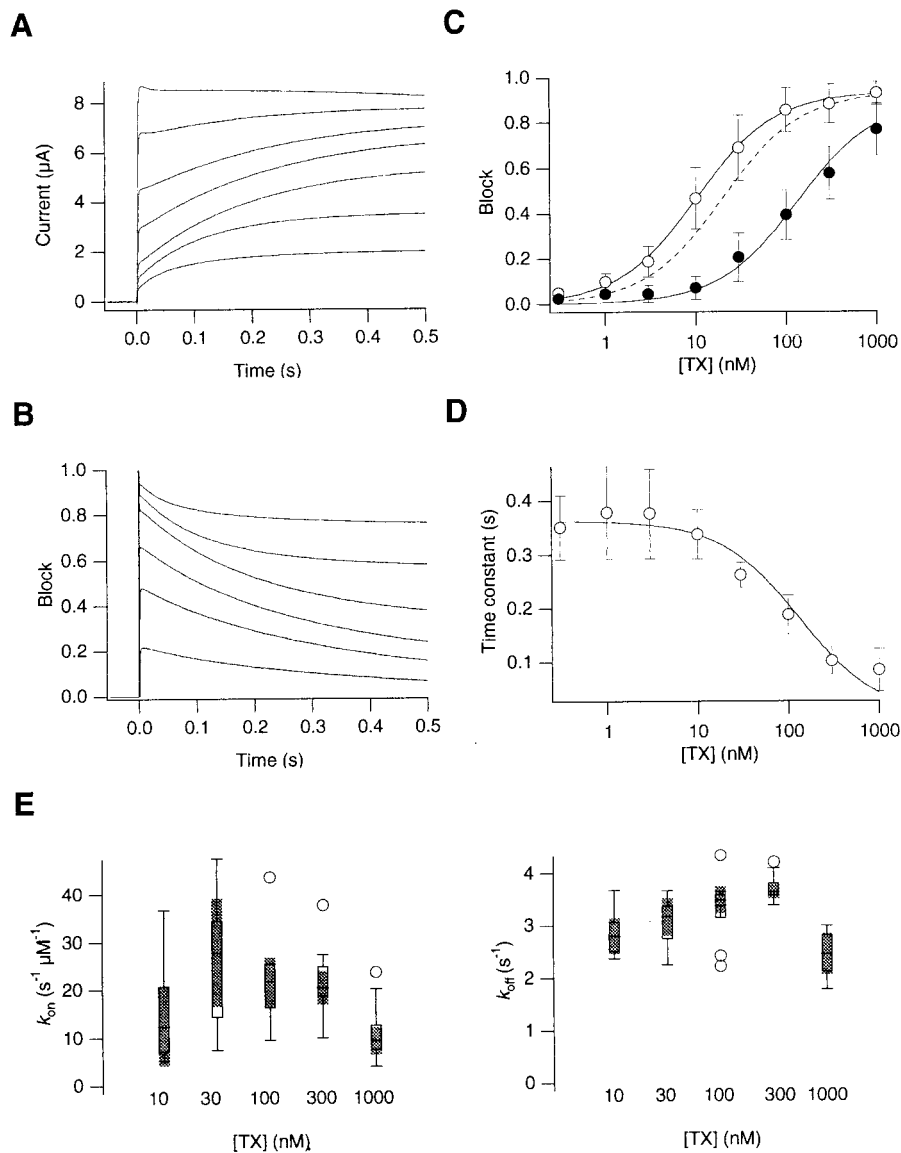 A
Current (µA)
8
6
4
2
0
0.0 0.1 0.2 0.3 0.4 0.5
Time (s)
C
Block
1.0
0.8
0.6
0.4
0.2
0.0
1 10 100 1000
[TX] (nM)
B
Block
1.0
0.8
0.6
0.4
0.2
0.0
0.0 0.1 0.2 0.3 0.4 0.5
Time (s)
D
Time constant (s)
0.4
0.3
0.2
0.1
1 10 100 1000
[TX] (nM)
E
kon (s⁻¹ µM⁻¹)
40
30
20
10
0
10 30 100 300 1000
[TX] (nM)
koff (s⁻¹)
4
3
2
1
0
10 30 100 300 1000
[TX] (nM)